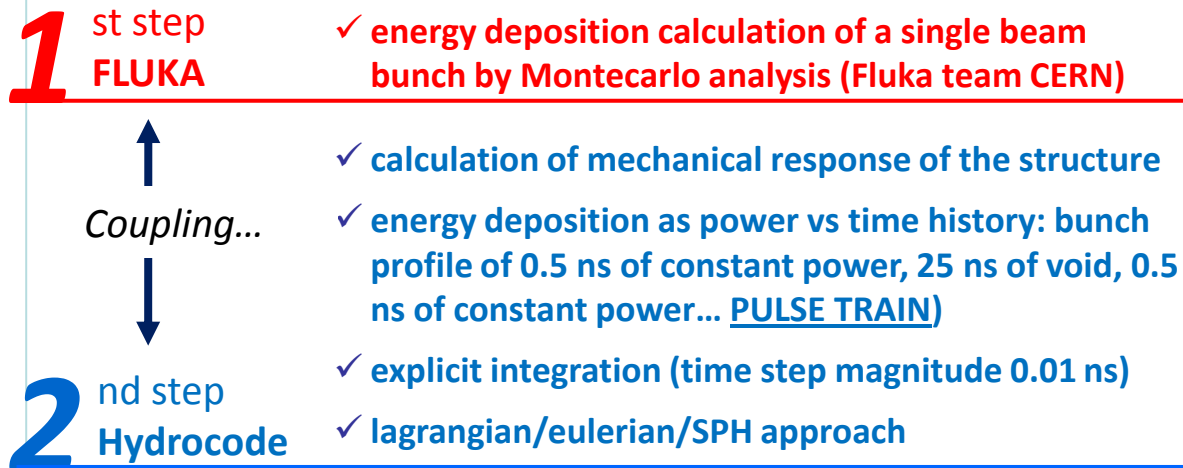 1 st step
FLUKA
✓ energy deposition calculation of a single beam
bunch by Montecarlo analysis (Fluka team CERN)
Coupling…
✓ calculation of mechanical response of the structure
✓ energy deposition as power vs time history: bunch
profile of 0.5 ns of constant power, 25 ns of void, 0.5
ns of constant power… PULSE TRAIN)
✓ explicit integration (time step magnitude 0.01 ns)
✓ lagrangian/eulerian/SPH approach
2 nd step
Hydrocode